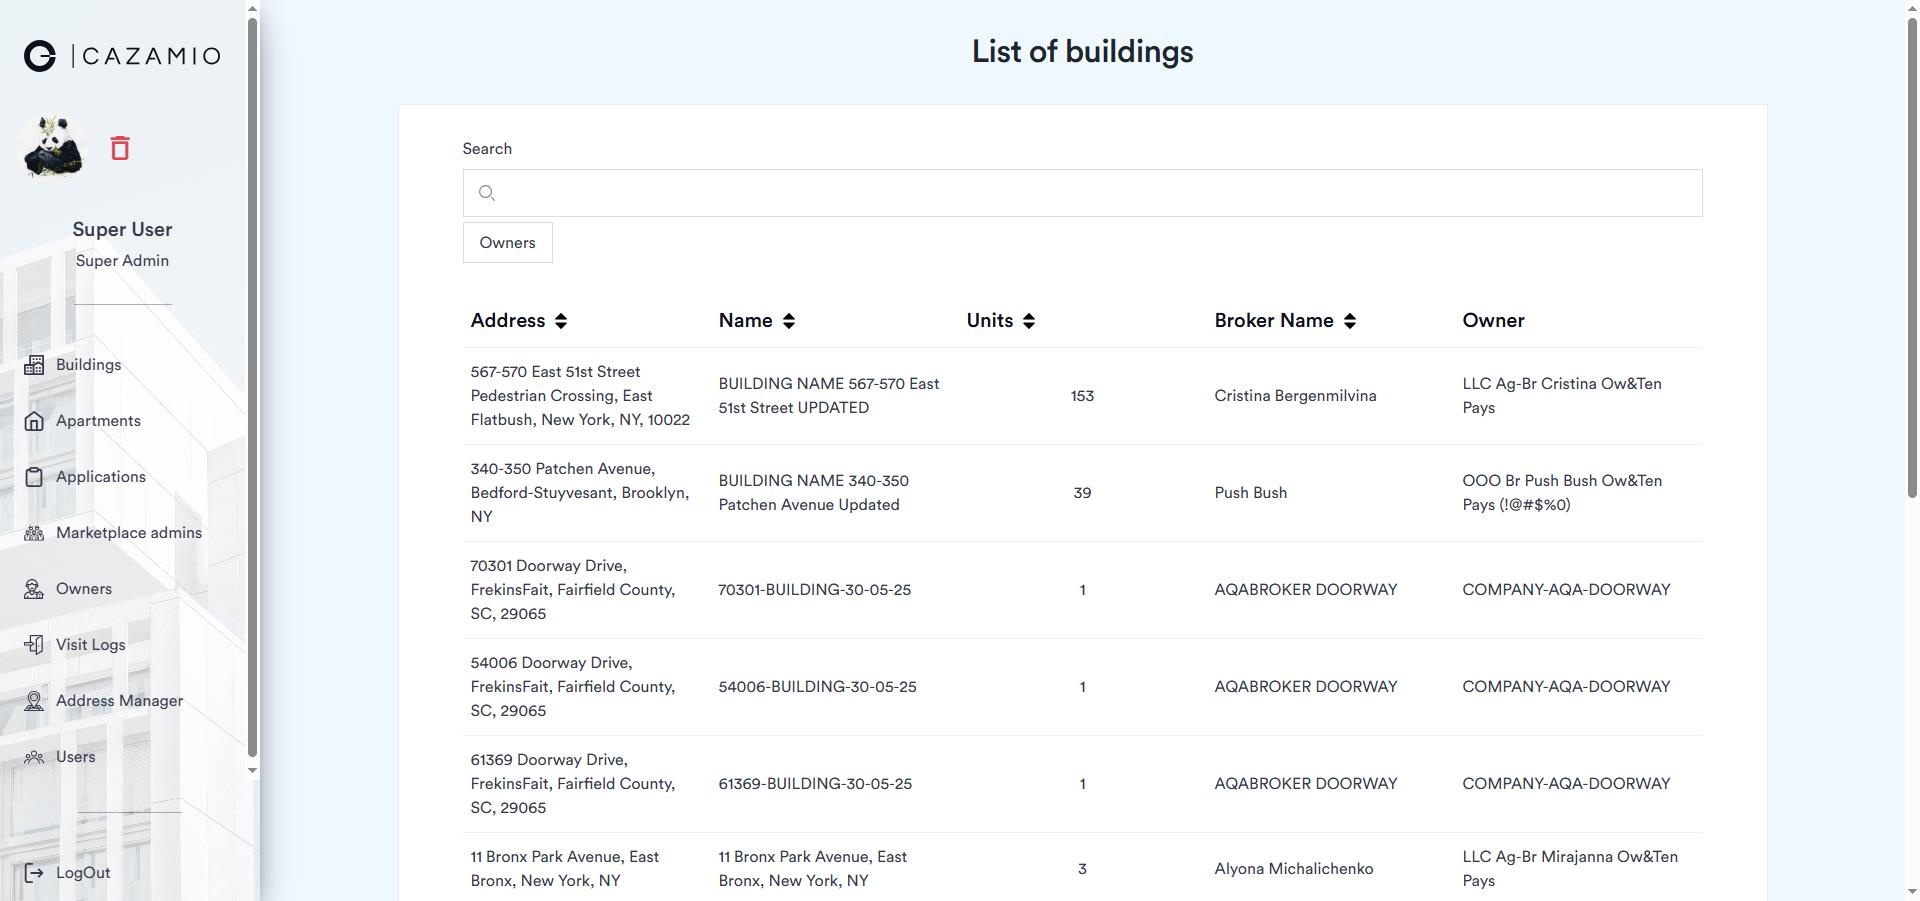 CAZAMIO
Super User
Super Admin
Buildings
Apartments
Applications
Marketplace admins
Owners
Visit Logs
Address Manager
Users
LogOut
List of buildings
Search
Owners
Address Name Units Broker Name Owner
567-570 East 51st Street
Pedestrian Crossing, East
Flatbush, New York, NY, 10022
BUILDING NAME 567-570 East
51st Street UPDATED
153
Cristina Bergenmilvina
LLC Ag-Br Cristina Ow&Ten
Pays
340-350 Patchen Avenue,
Bedford-Stuyvesant, Brooklyn,
NY
BUILDING NAME 340-350
Patchen Avenue Updated
39
Push Bush
OOO Br Push Bush Ow&Ten
Pays (!@#$%0)
70301 Doorway Drive,
FrekinsFait, Fairfield County,
SC, 29065
70301-BUILDING-30-05-25
1
AQABROKER DOORWAY
COMPANY-AQA-DOORWAY
54006 Doorway Drive,
FrekinsFait, Fairfield County,
SC, 29065
54006-BUILDING-30-05-25
1
AQABROKER DOORWAY
COMPANY-AQA-DOORWAY
61369 Doorway Drive,
FrekinsFait, Fairfield County,
SC, 29065
61369-BUILDING-30-05-25
1
AQABROKER DOORWAY
COMPANY-AQA-DOORWAY
11 Bronx Park Avenue, East
Bronx, New York, NY
11 Bronx Park Avenue, East
Bronx, New York, NY
3
Alyona Michalichenko
LLC Ag-Br Mirajanna Ow&Ten
Pays